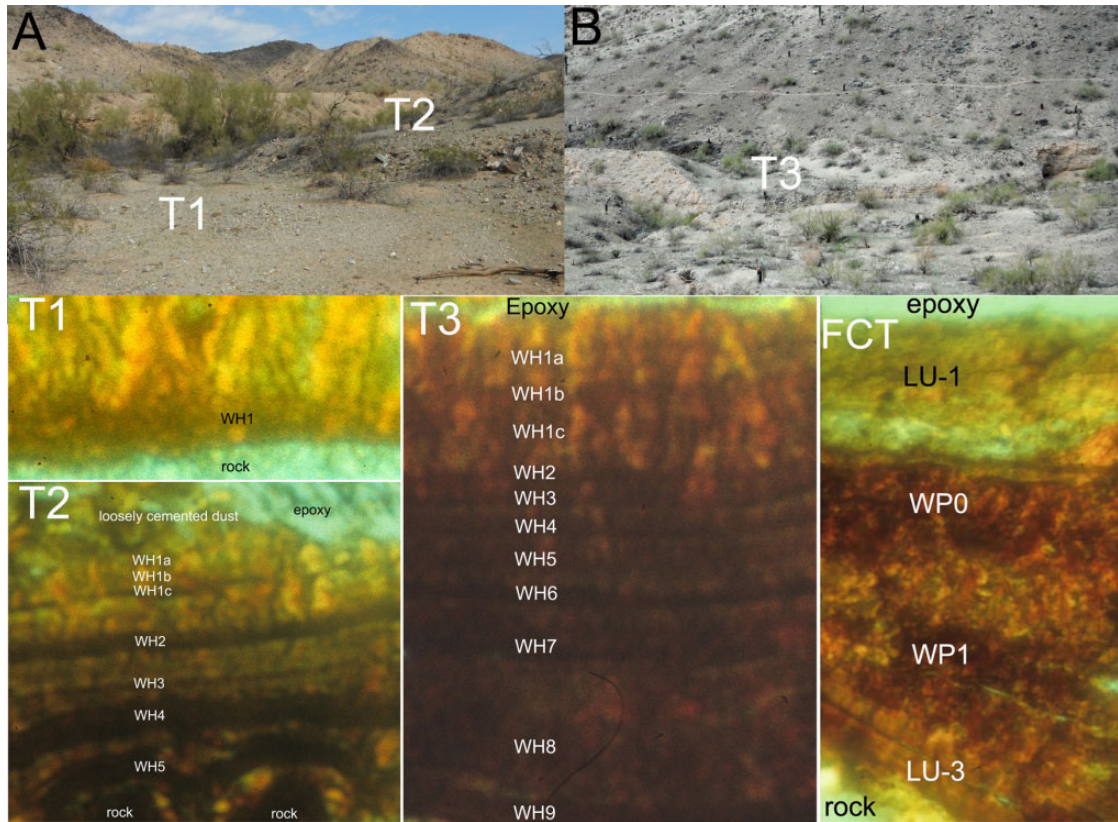 A
T1
T2
B
T3
T1
WH1
rock
T2
loosely cemented dust
epoxy
WH1a
WH1b
WH1c
WH2
WH3
WH4
WH5
rock
rock
T3
Epoxy
WH1a
WH1b
WH1c
WH2
WH3
WH4
WH5
WH6
WH7
WH8
WH9
FCT
epoxy
LU-1
WP0
WP1
LU-3
rock